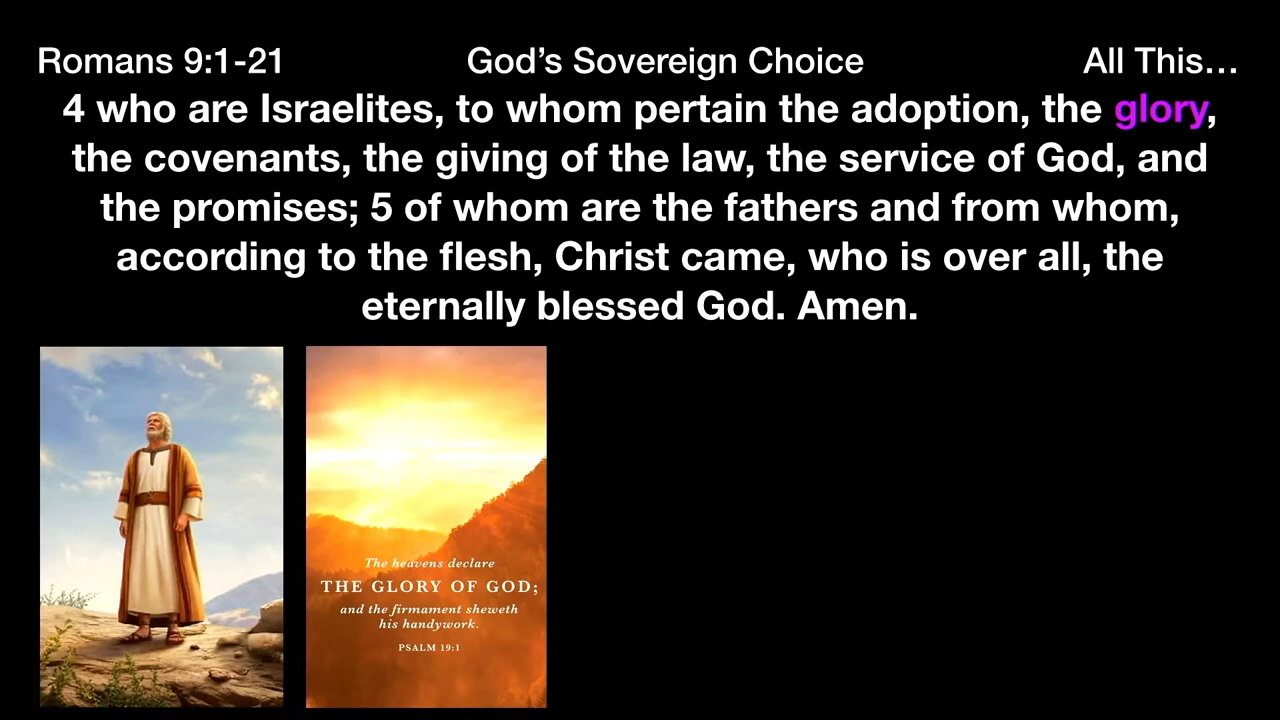 Romans 9:1-21 God’s Sovereign Choice All This…
4 who are Israelites, to whom pertain the adoption, the glory,
the covenants, the giving of the law, the service of God, and
the promises; 5 of whom are the fathers and from whom,
according to the flesh, Christ came, who is over all, the
eternally blessed God. Amen.
The heavens declare
THE GLORY OF GOD;
and the firmament sheweth
his handywork.
PSALM 19:1